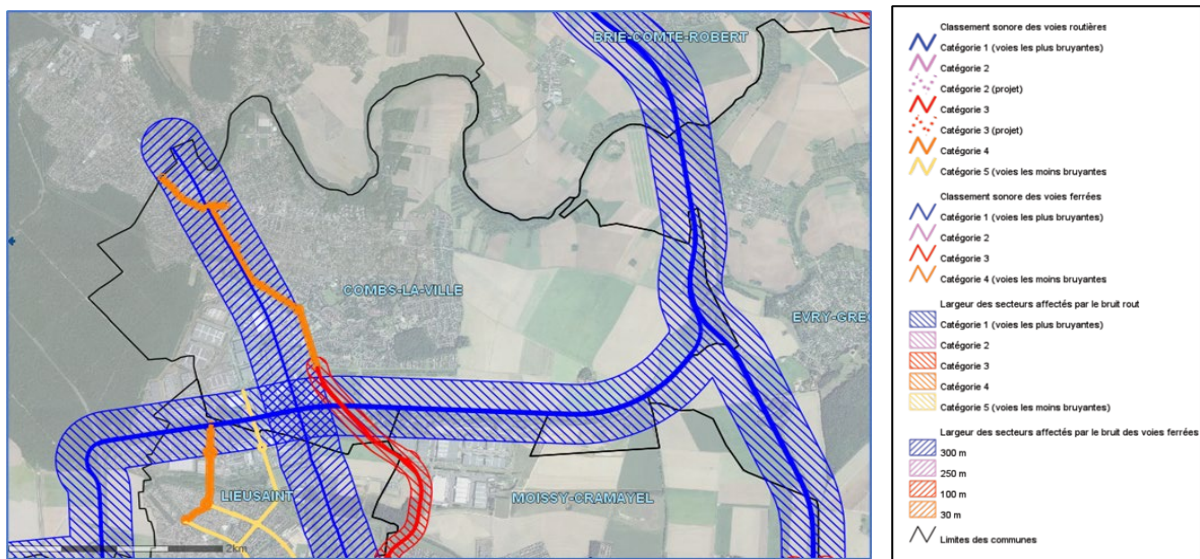 BRIE-COMTE-ROBERT
COMBS-LA-VILLE
EVRY-GRE
LIEUSAINT
MOISSY-CRAMAYEL
2km
Classement sonore des voies routières
Catégorie 1 (voies les plus bruyantes)
Catégorie 2
Catégorie 2 (projet)
Catégorie 3
Catégorie 3 (projet)
Catégorie 4
Catégorie 5 (voies les moins bruyantes
Classement sonore des voies ferrées
Catégorie 1 (voies les plus bruyantes)
Catégorie 2
Catégorie 3
Catégorie 4 (voies les moins bruyantes
Largeur des secteurs affectés par le bruit rout
Catégorie 1 (voies les plus bruyantes)
Catégorie 2
Catégorie 3
Catégorie 4
Catégorie 5 (voies les moins bruyantes)
Largeur des secteurs affectés par le bruit des voies ferrées
300 m
250 m
100 m
30 m
Limites des communes